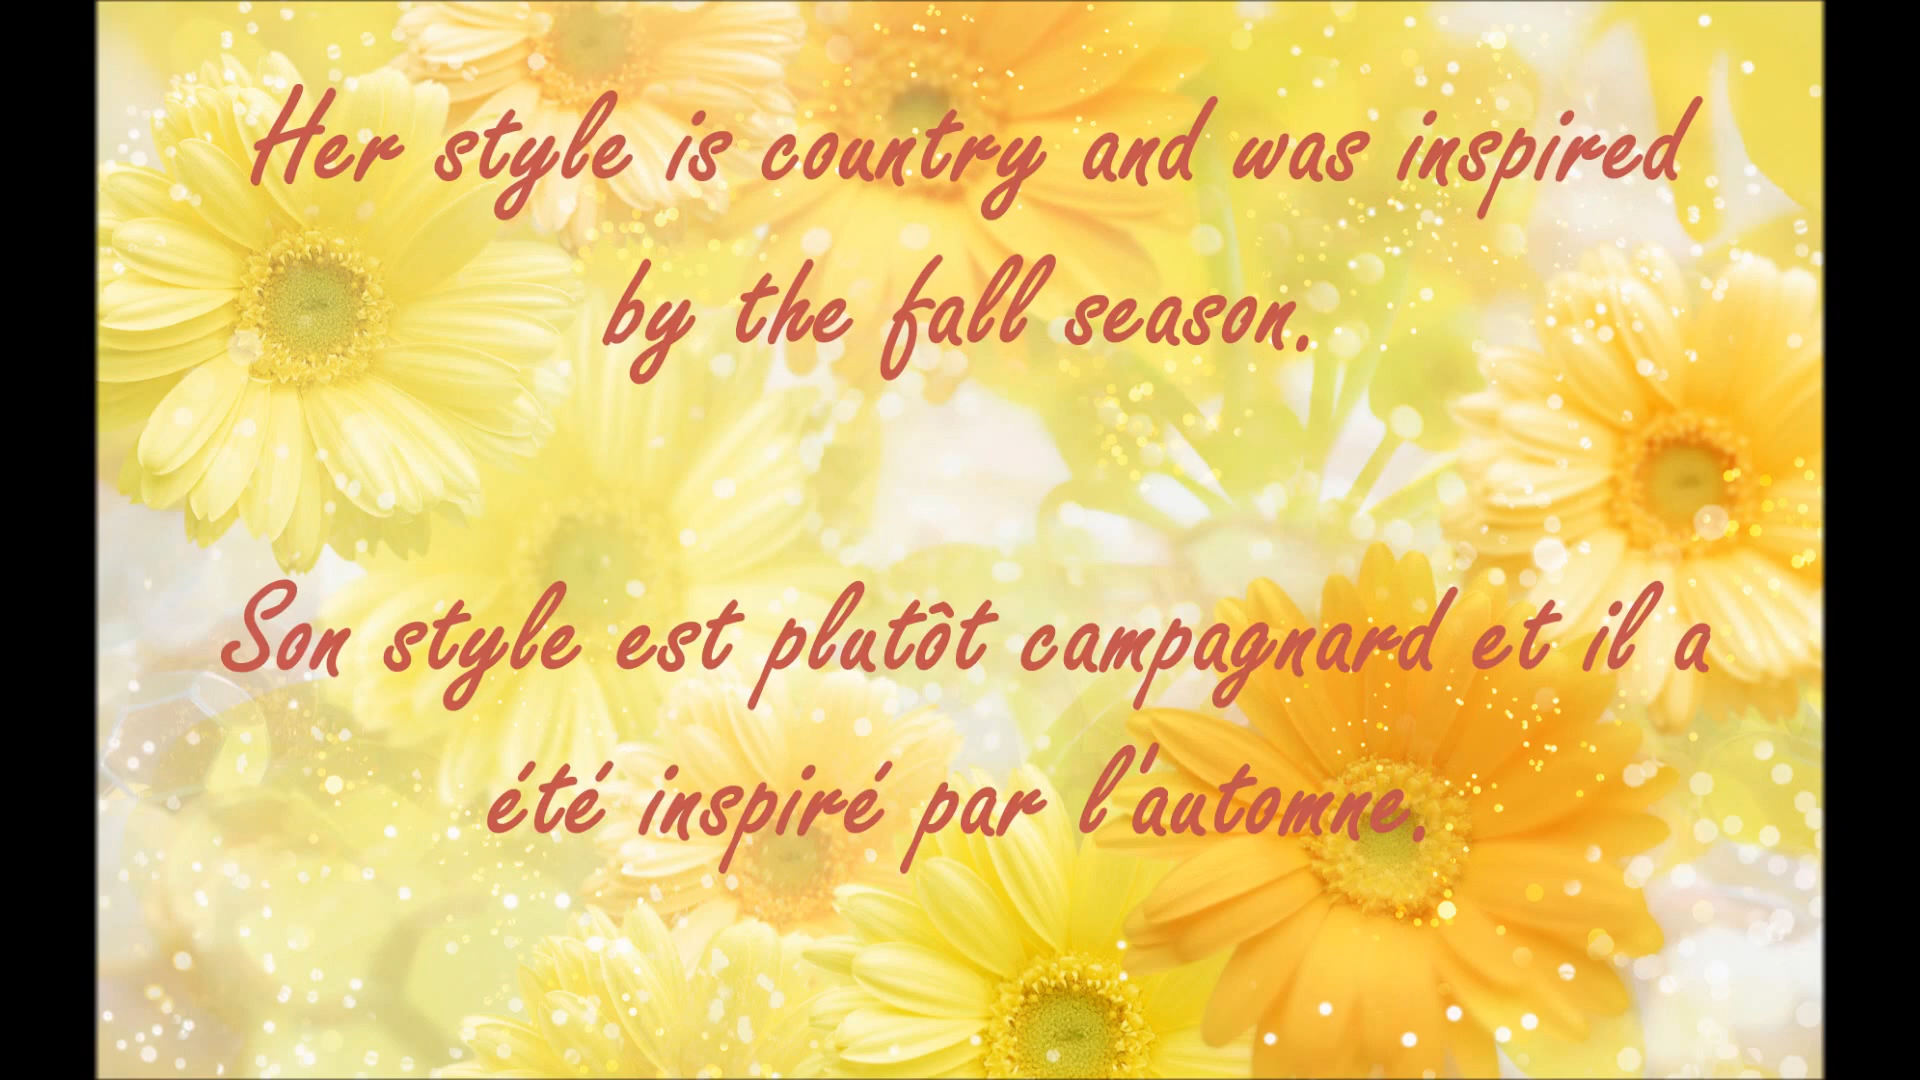 Her style is country and was inspired
by the fall season.
Son style est plutôt campagnard et il a
été inspiré par l'automne.